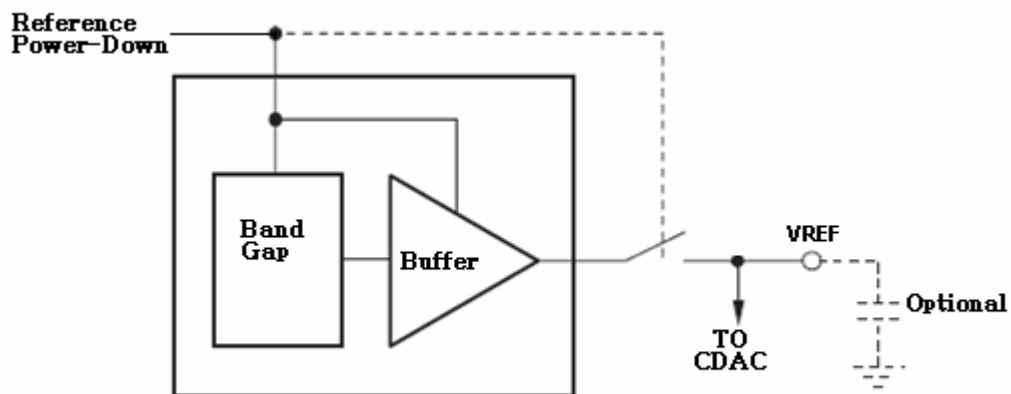 Reference
Power-Down
Band
Gap
Buffer
VREF
Optional
TO
CDAC